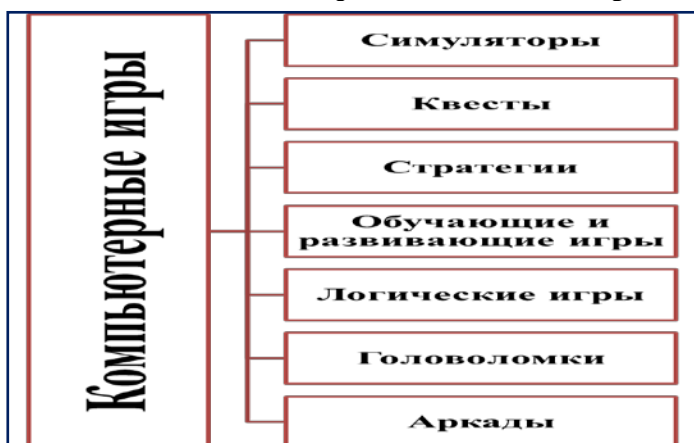 Компьютерные игры
Симуляторы
Квесты
Стратегии
Обучающие и
развивающие игры
Логические игры
Головоломки
Аркады